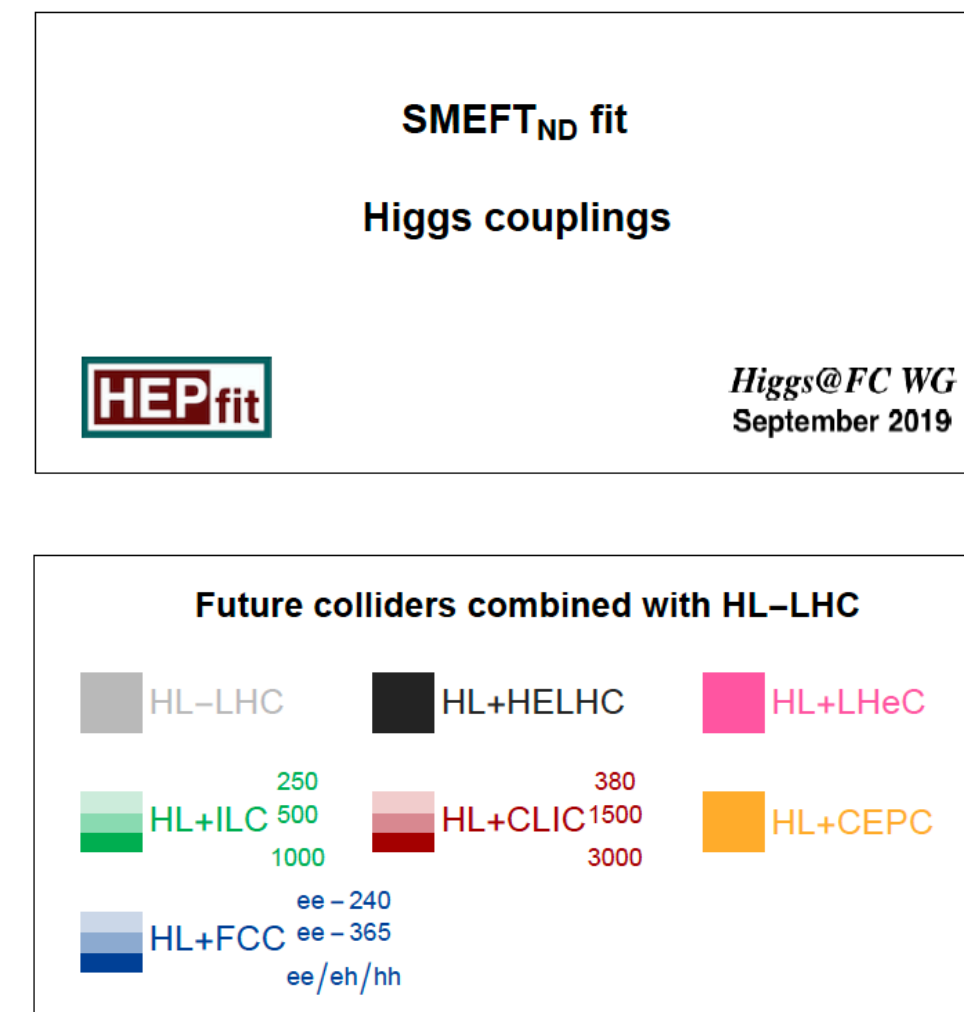 SMEFT_ND fit
Higgs couplings
HEPfit
Higgs@FC WG
September 2019
Future colliders combined with HL–LHC
HL–LHC
HL+HELHC
HL+LHeC
HL+ILC 250 500 1000
HL+CLIC 380 1500 3000
HL+CEPC
HL+FCC ee–240 ee–365 ee/eh/hh